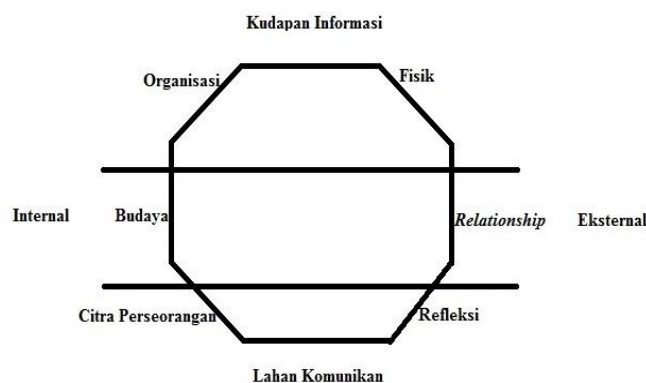 Kudapan Informasi
Organisasi Fisik
Internal Budaya Relationship Eksternal
Citra Perseorangan Refleksi
Lahan Komunikan